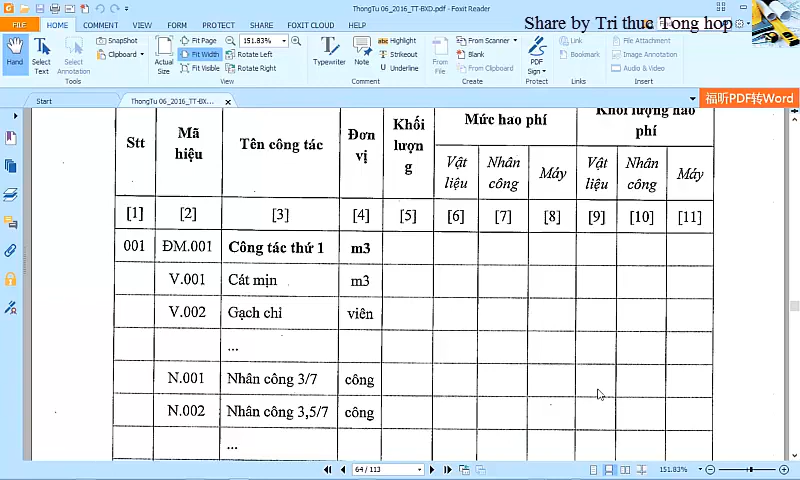 ThongTu 06_2016_TT-BXD.pdf - Foxit Reader
Share by Tri thuc Tong hop
FILE HOME COMMENT VIEW FORM PROTECT SHARE FOXIT CLOUD HELP
Hand
Select Text
Select Annotation
SnapShot
Clipboard
Tools
Actual Size
Fit Page
Fit Width
Fit Visible
151.83%
Rotate Left
Rotate Right
View
Typewriter
Note
Highlight
Strikeout
Underline
Comment
From File
From Scanner
Blank
From Clipboard
Create
PDF Sign
Protect
Link
Bookmark
Links
File Attachment
Image Annotation
Audio & Video
Insert
Start
ThongTu 06_2016_TT-BX...
福昕PDF转Word
Stt
Mã hiệu
Tên công tác
Đơn vị
Khối lượn g
Mức hao phí
Khối lượng hao phí
Vật liệu
Nhân công
Máy
Vật liệu
Nhân công
Máy
[1] [2] [3] [4] [5] [6] [7] [8] [9] [10] [11]
001 ĐM.001 Công tác thứ 1 m3
V.001 Cát mịn m3
V.002 Gạch chỉ viên
...
N.001 Nhân công 3/7 công
N.002 Nhân công 3,5/7 công
...
64 / 113
151.83%